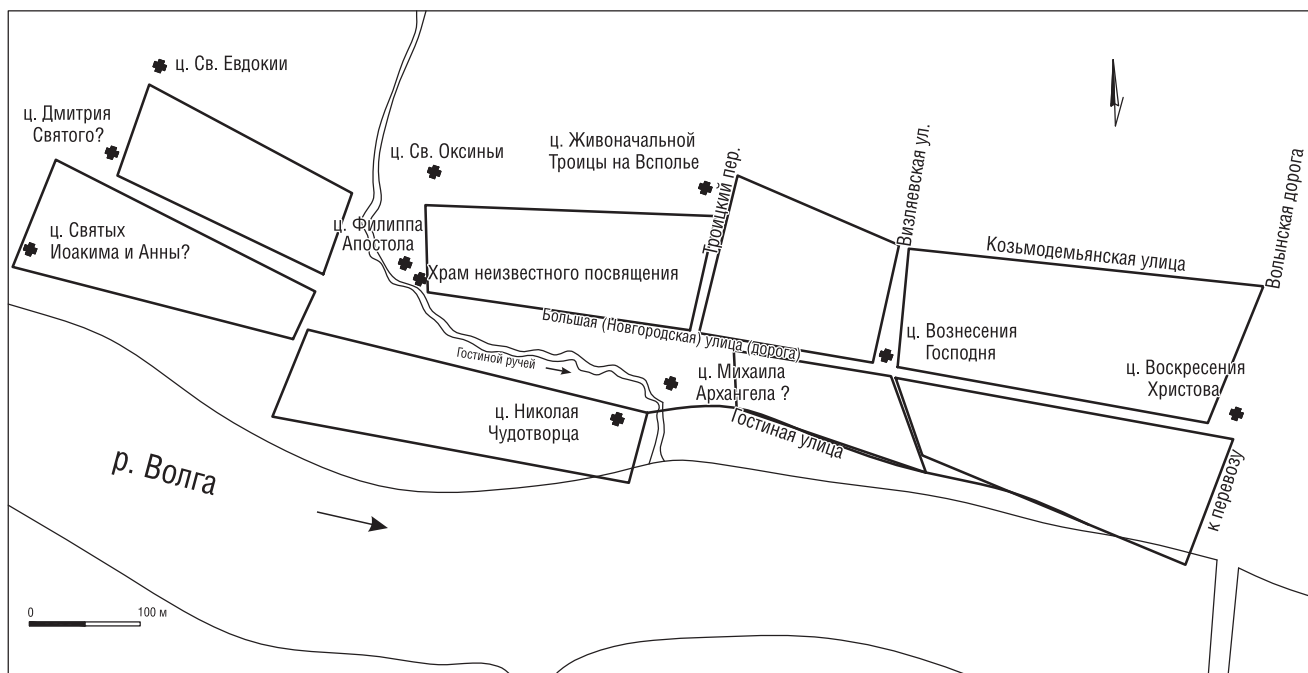 ц. Св. Евдокии
ц. Дмитрия
Святого?
ц. Св. Оксиньи
ц. Живоначальной
Троицы на Всполье
Троицкий пер.
Визляевская ул.
Волынская дорога
Козьмодемьянская улица
ц. Святых
Иоакима и Анны?
ц. Филиппа
Апостола
Храм неизвестного посвящения
Большая (Новгородская) улица (дорога)
Гостиной ручей
ц. Вознесения
Господня
ц. Воскресения
Христова
ц. Михаила
Архангела ?
ц. Николая
Чудотворца
Гостиная улица
к перевозу
р. Волга
0 100 м